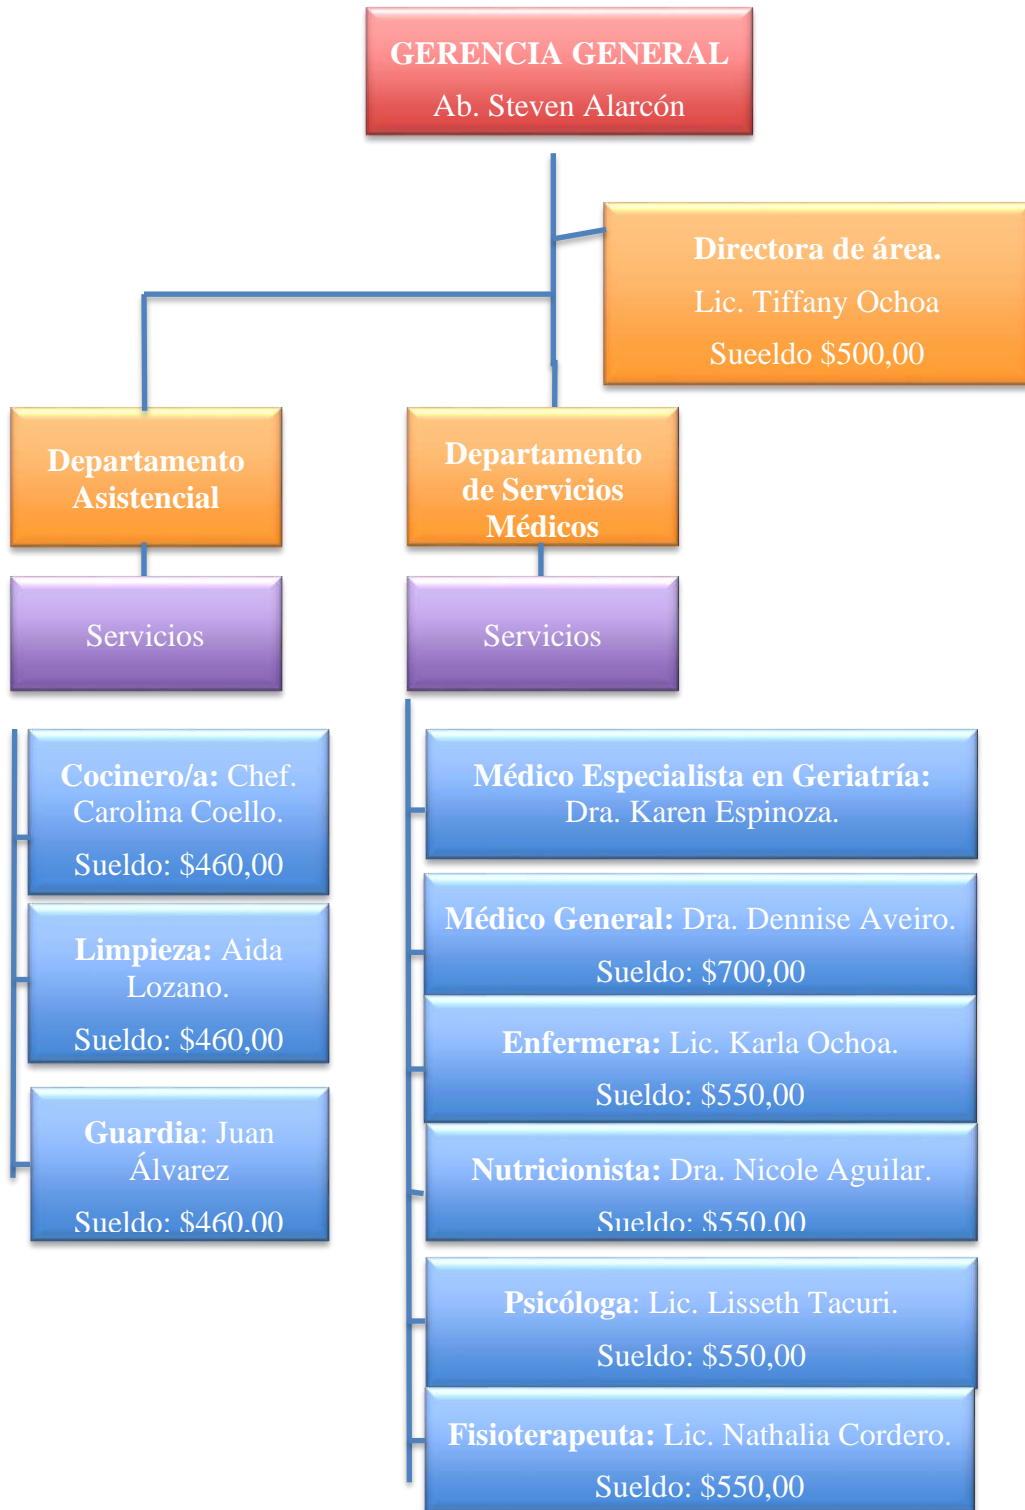 GERENCIA GENERAL
Ab. Steven Alarcón
Directora de área.
Lic. Tiffany Ochoa
Sueeldo $500,00
Departamento
Asistencial
Departamento
de Servicios
Médicos
Servicios
Servicios
Cocinero/a: Chef.
Carolina Coello.
Sueldo: $460,00
Limpieza: Aida
Lozano.
Sueldo: $460,00
Guardia: Juan
Álvarez
Sueldo: $460,00
Médico Especialista en Geriatría:
Dra. Karen Espinoza.
Médico General: Dra. Dennise Aveiro.
Sueldo: $700,00
Enfermera: Lic. Karla Ochoa.
Sueldo: $550,00
Nutricionista: Dra. Nicole Aguilar.
Sueldo: $550,00
Psicóloga: Lic. Lisseth Tacuri.
Sueldo: $550,00
Fisioterapeuta: Lic. Nathalia Cordero.
Sueldo: $550,00